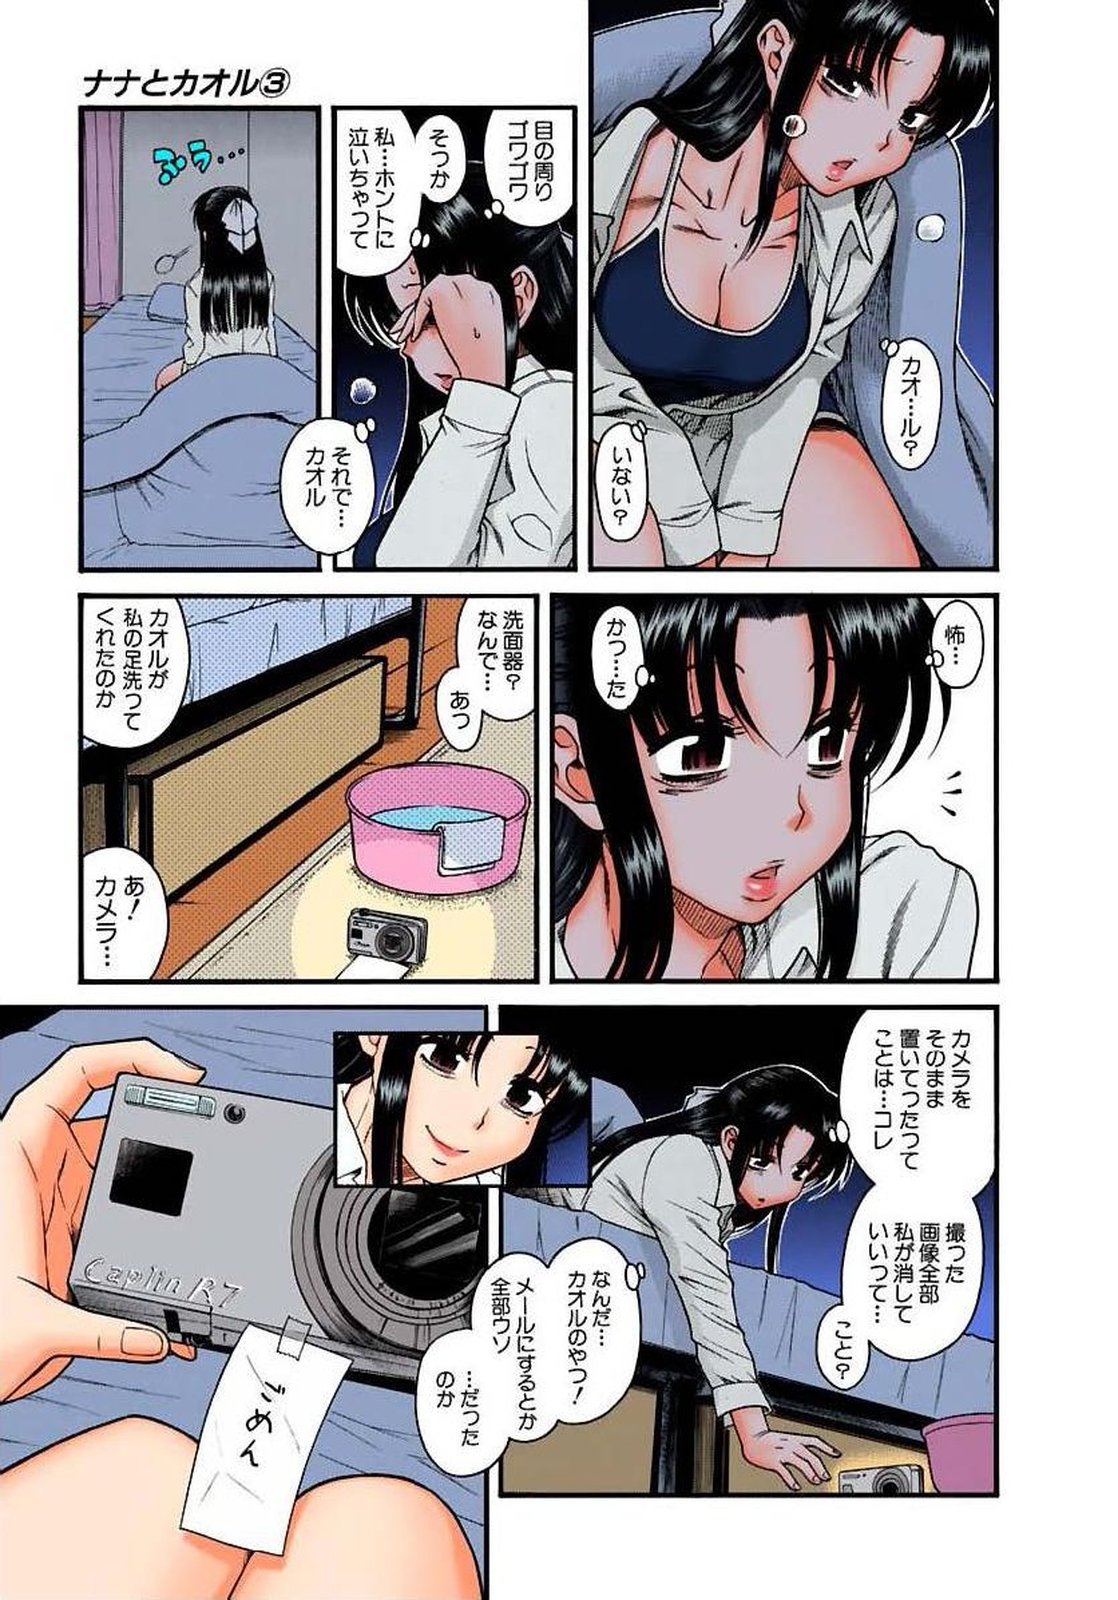 ナナとカオル③
カオ…ル？
いない？
目の周り
ゴワゴワ
そっか
私…ホントに
泣いちゃって
それで…
カオル
ふぅ…
怖…
かっ…た
洗面器？
なんで…
あっ
カオルが
私の足洗って
くれたのか
あ！
カメラ…
カメラを
そのまま
置いてったって
ことは…コレ
撮った
画像全部
私が消して
いいって…
こと？
なんだ…
カオルのやつ！
メールにするとか
全部ウソ
…だった
のか
Caplin R7
ごめん